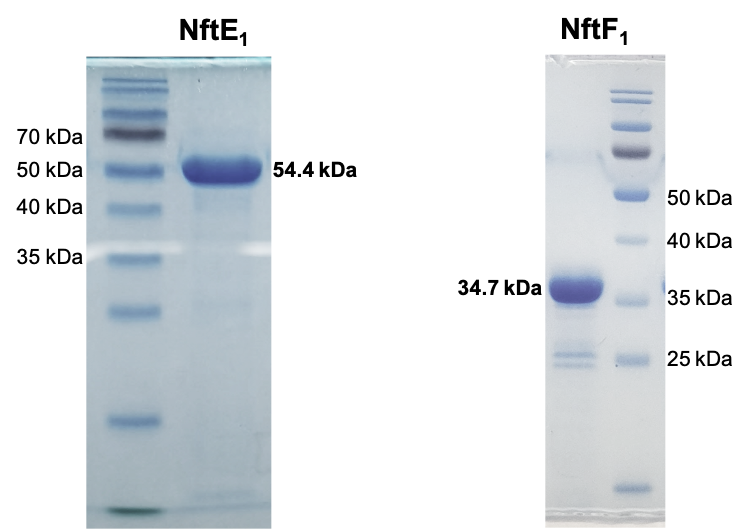 NftE₁
70 kDa
50 kDa
40 kDa
35 kDa
54.4 kDa
NftF₁
34.7 kDa
50 kDa
40 kDa
35 kDa
25 kDa